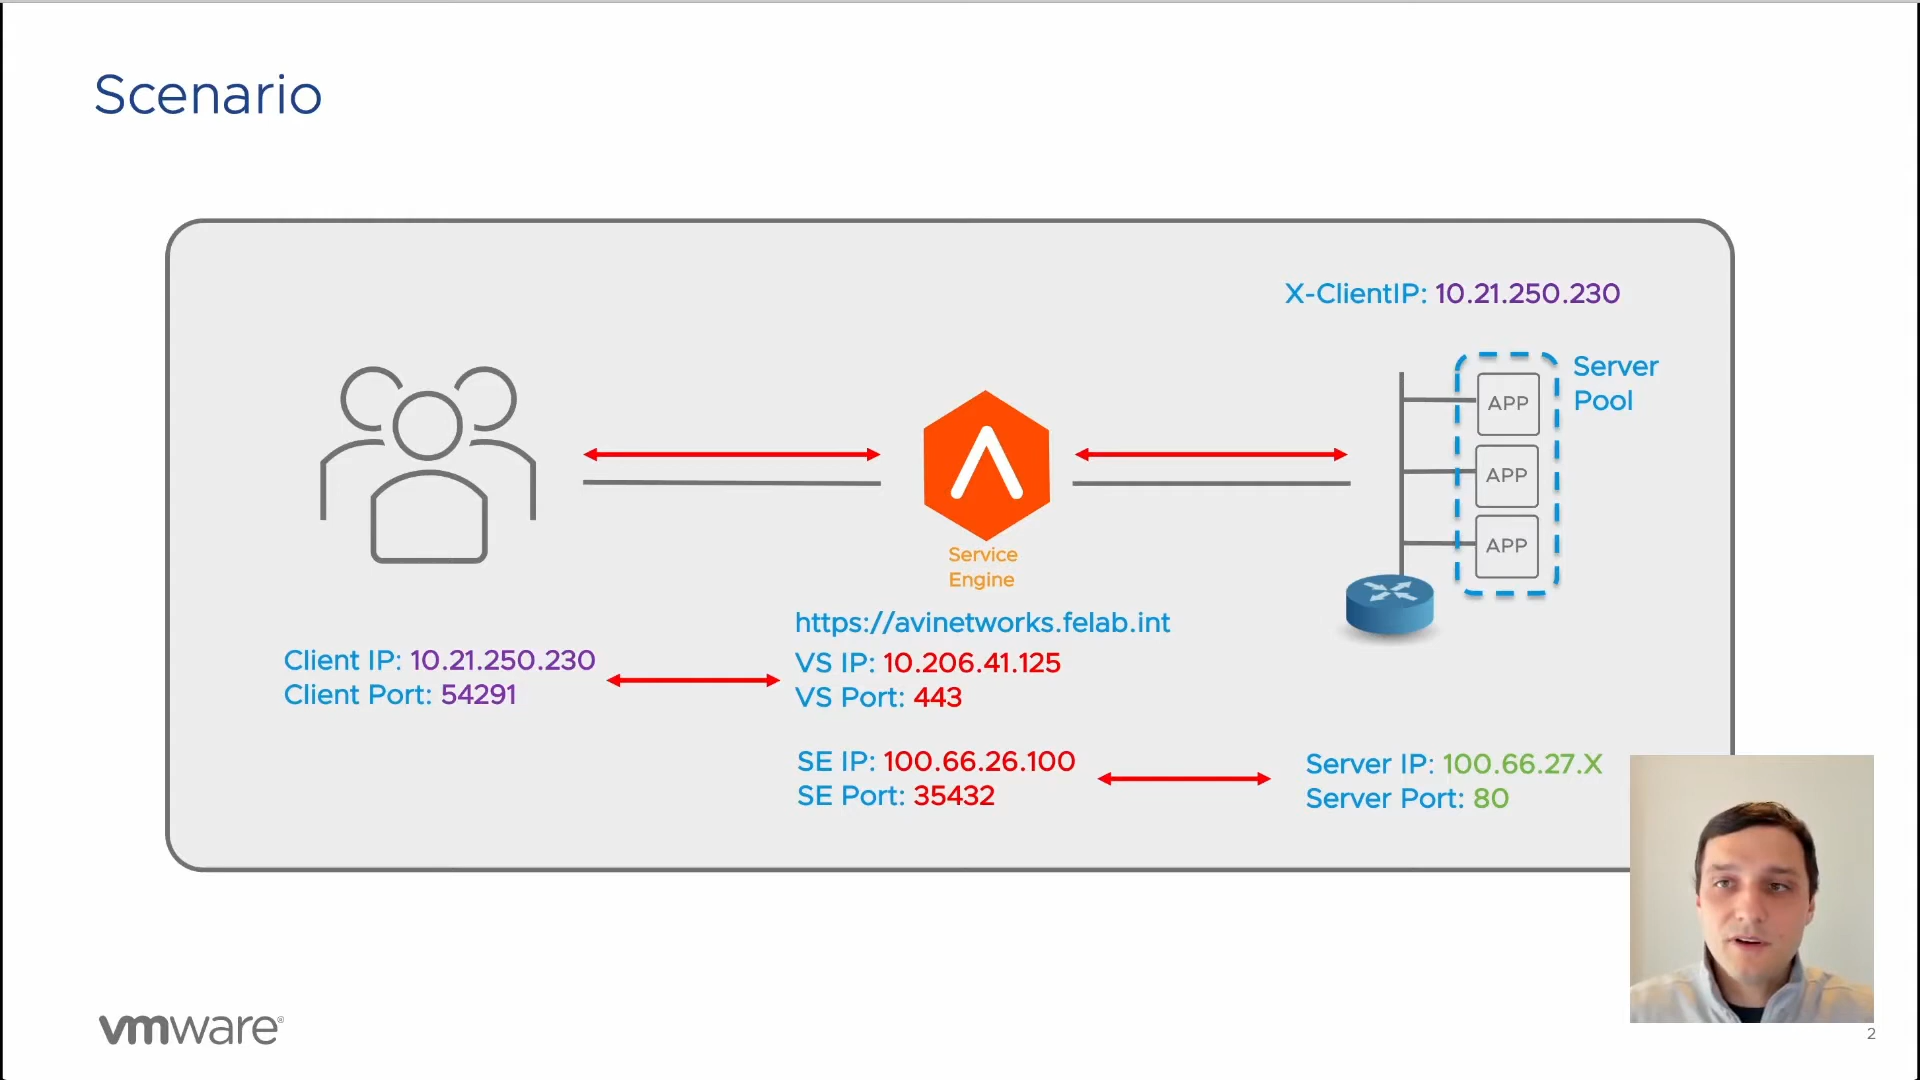 Scenario
X-ClientIP: 10.21.250.230
Server
Pool
APP
APP
APP
Service
Engine
https://avinetworks.felab.int
Client IP: 10.21.250.230
Client Port: 54291
VS IP: 10.206.41.125
VS Port: 443
SE IP: 100.66.26.100
SE Port: 35432
Server IP: 100.66.27.X
Server Port: 80
vmware®
2